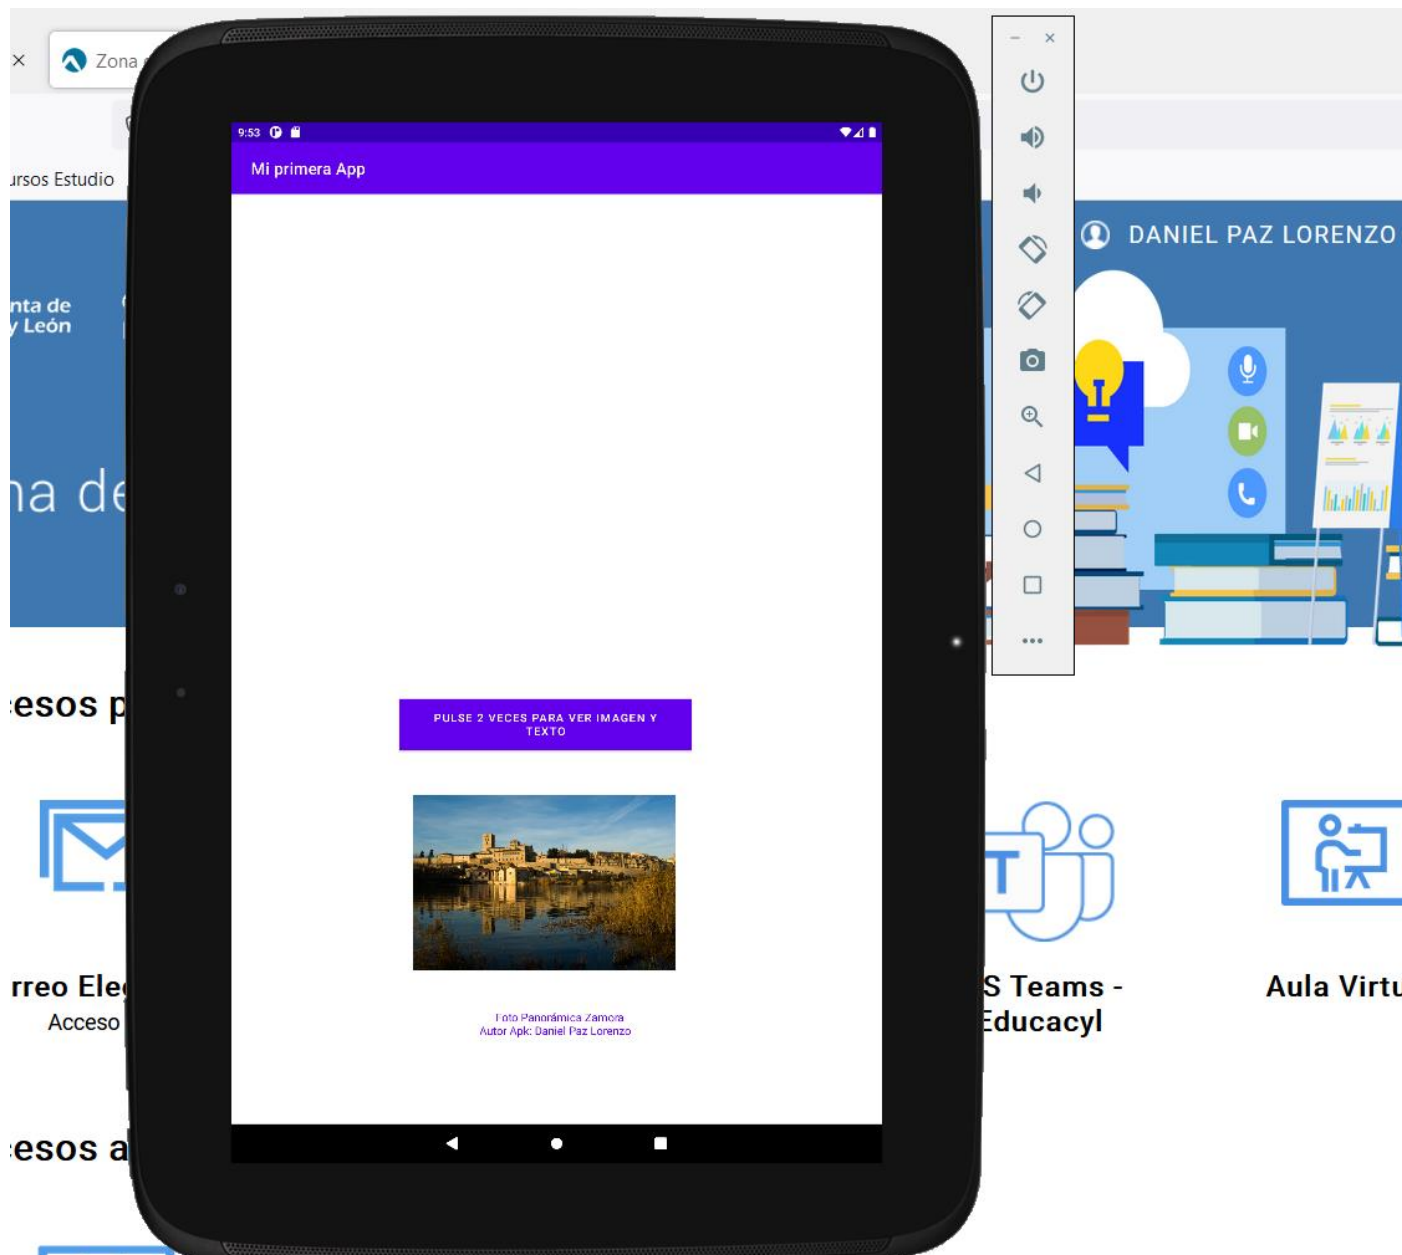 Zona
9:53
Mi primera App
ursos Estudio
DANIEL PAZ LORENZO
nta de
y León
na de
PULSE 2 VECES PARA VER IMAGEN Y
TEXTO
cesos p
rreo Ele
Acceso
S Teams -
Educacyl
Aula Virtu
T
Foto Panorámica Zamora
Autor Apk: Daniel Paz Lorenzo
cesos a